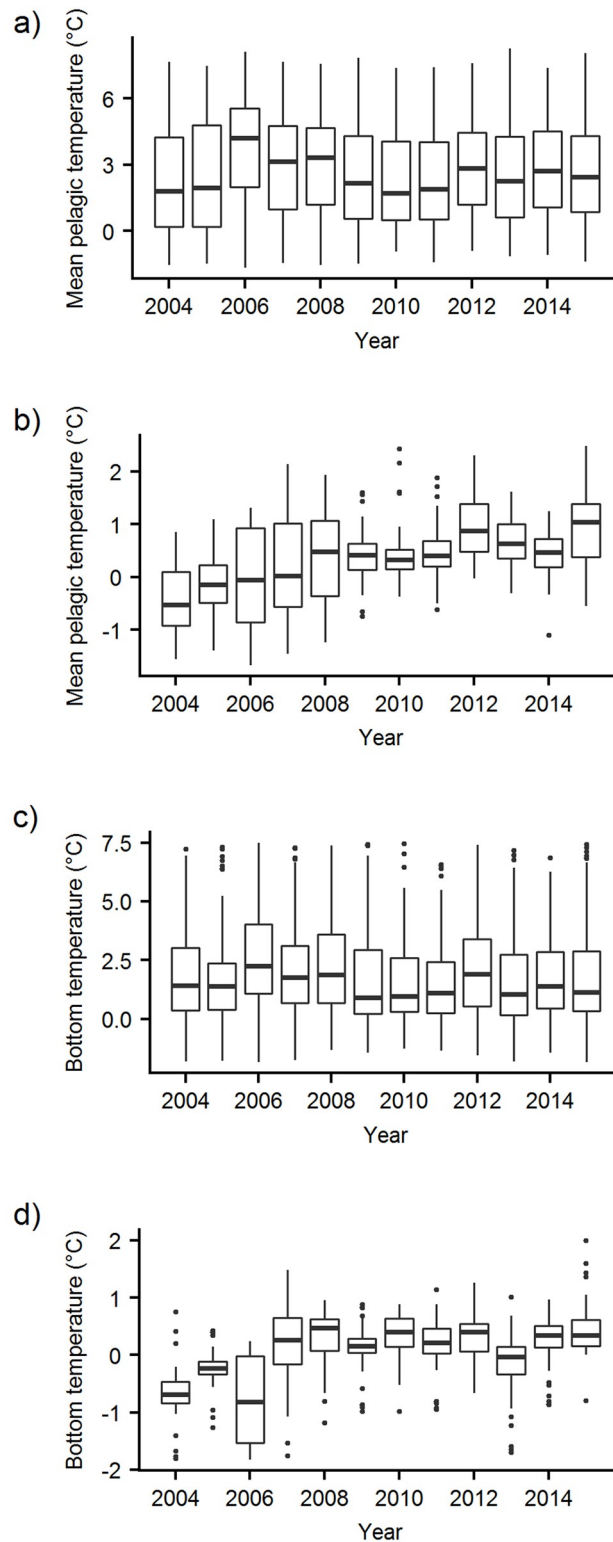 a)
Mean pelagic temperature (°C)
6
3
0
2004 2006 2008 2010 2012 2014
Year
b)
Mean pelagic temperature (°C)
2
1
0
-1
2004 2006 2008 2010 2012 2014
Year
c)
Bottom temperature (°C)
7.5
5.0
2.5
0.0
2004 2006 2008 2010 2012 2014
Year
d)
Bottom temperature (°C)
2
1
0
-1
-2
2004 2006 2008 2010 2012 2014
Year